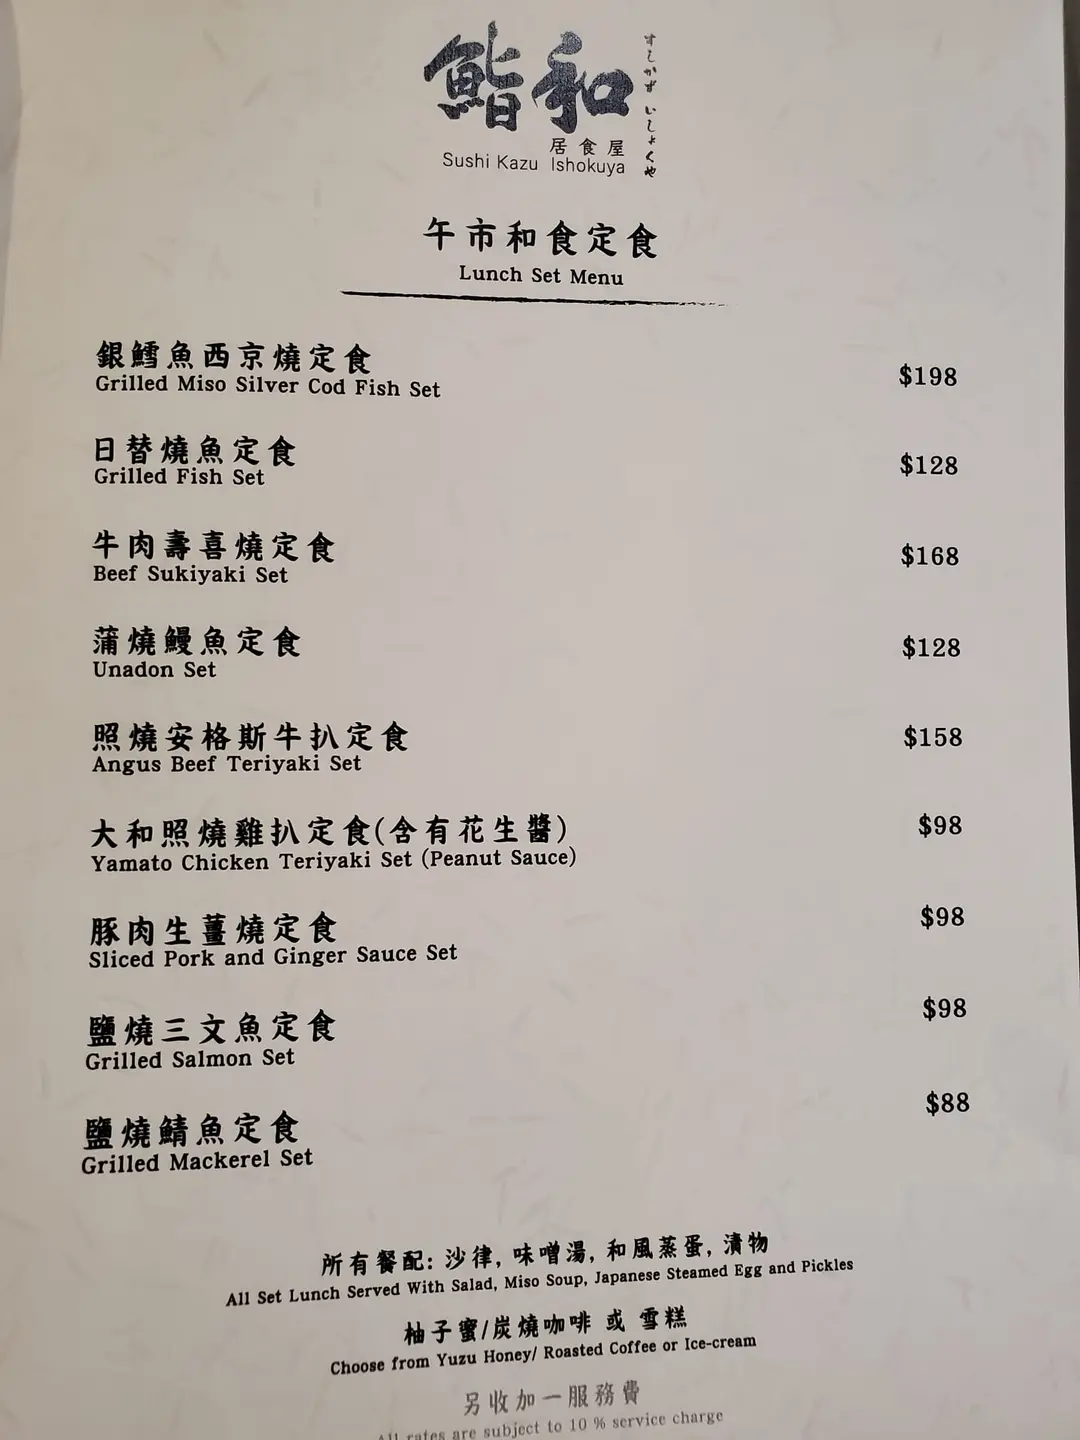 鮨和
すしかず いしょくや
居食屋
Sushi Kazu Ishokuya
午市和食定食
Lunch Set Menu
銀鱈魚西京燒定食
Grilled Miso Silver Cod Fish Set
$198
日替燒魚定食
Grilled Fish Set
$128
牛肉壽喜燒定食
Beef Sukiyaki Set
$168
蒲燒鰻魚定食
Unadon Set
$128
照燒安格斯牛扒定食
Angus Beef Teriyaki Set
$158
大和照燒雞扒定食(含有花生醬)
Yamato Chicken Teriyaki Set (Peanut Sauce)
$98
豚肉生薑燒定食
Sliced Pork and Ginger Sauce Set
$98
鹽燒三文魚定食
Grilled Salmon Set
$98
鹽燒鯖魚定食
Grilled Mackerel Set
$88
所有餐配: 沙律, 味噌湯, 和風蒸蛋, 漬物
All Set Lunch Served With Salad, Miso Soup, Japanese Steamed Egg and Pickles
柚子蜜/炭燒咖啡 或 雪糕
Choose from Yuzu Honey/ Roasted Coffee or Ice-cream
另收加一服務費
All rates are subject to 10 % service charge